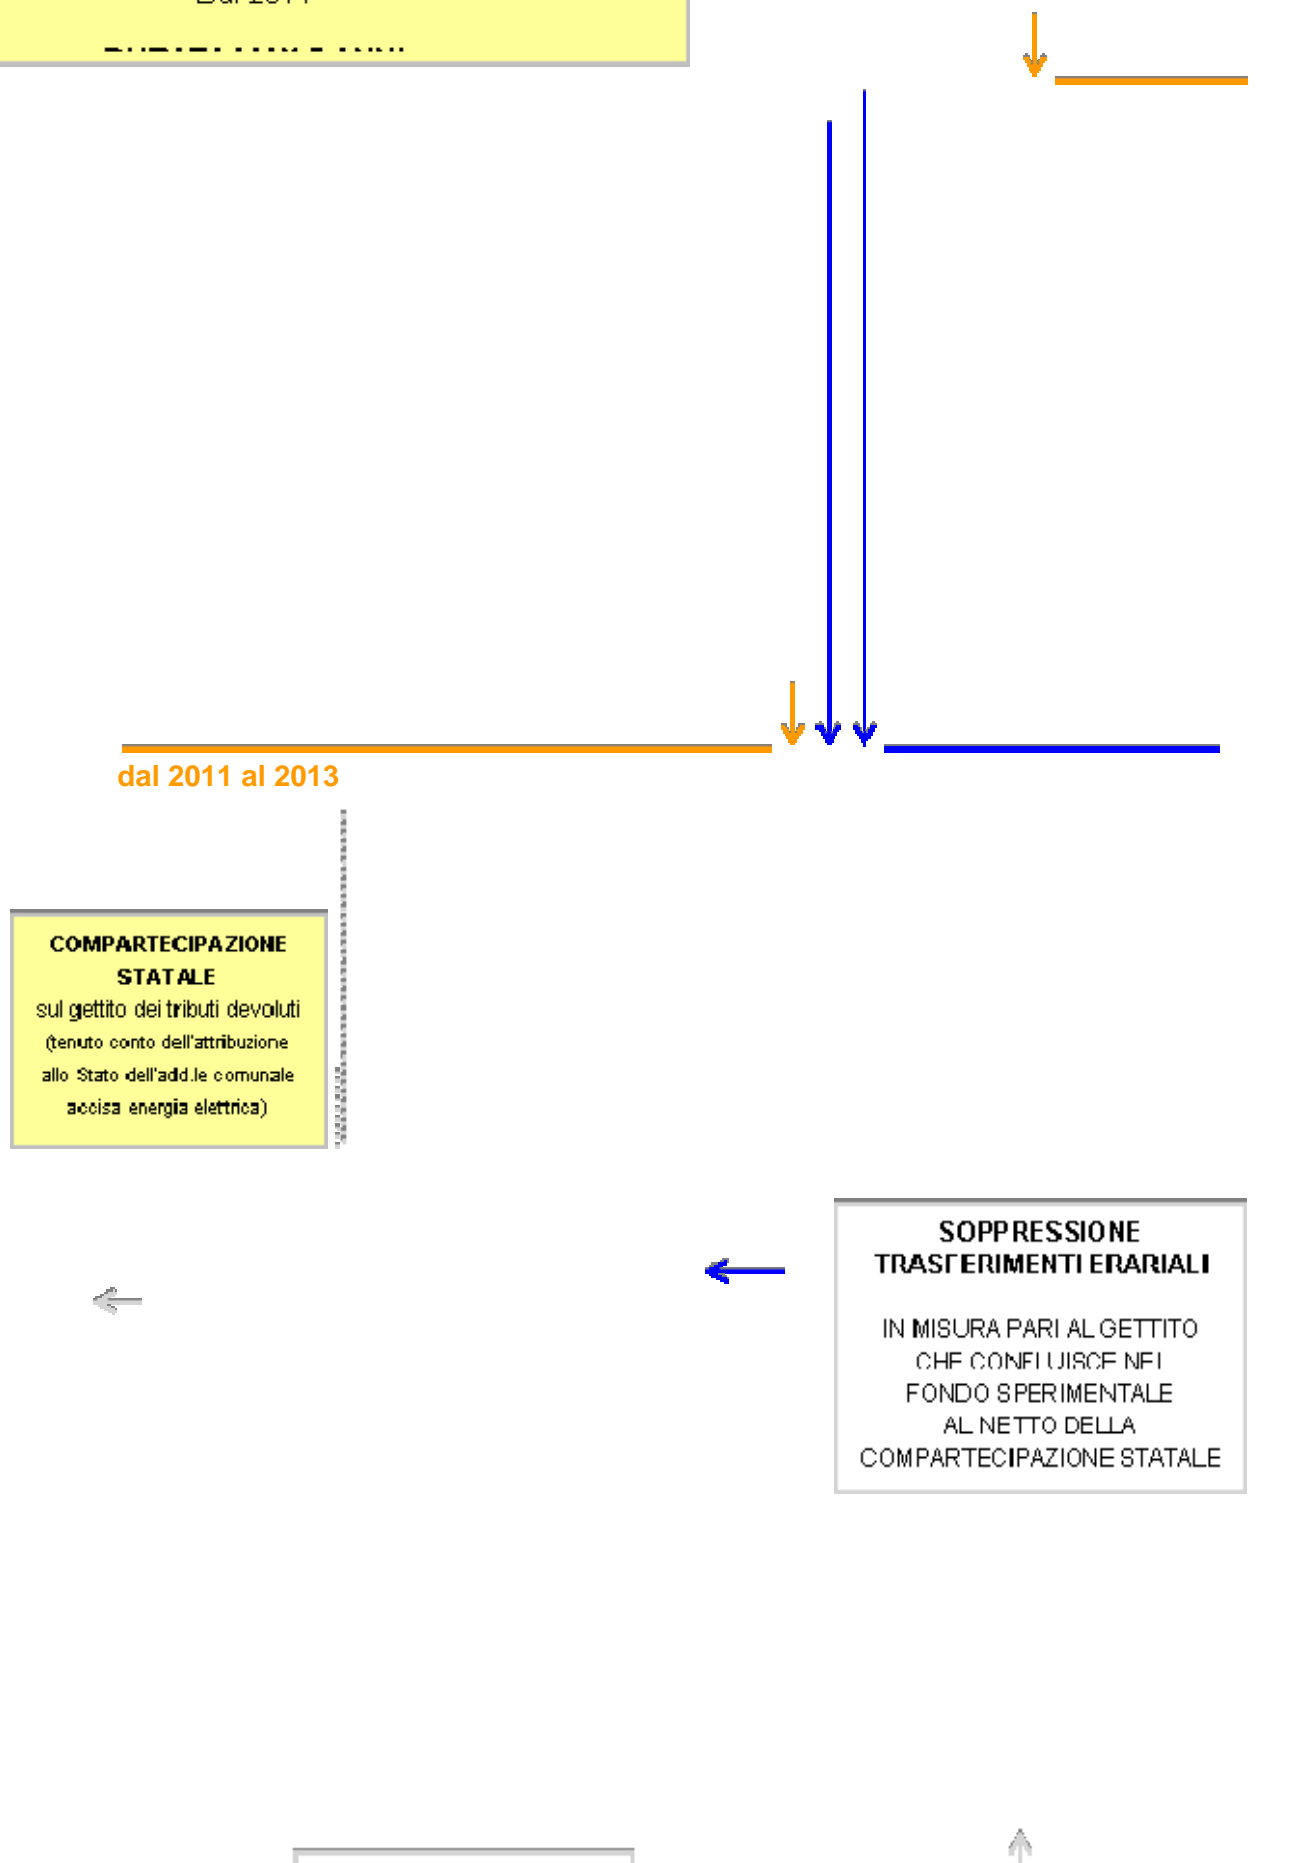 Dal 2011
dal 2011 al 2013
COMPARTECIPAZIONE
STATALE
sul gettito dei tributi devoluti
(tenuto conto dell'attribuzione
allo Stato dell'add.le comunale
accisa energia elettrica)
SOPPRESSIONE
TRASFERIMENTI ERARIALI
IN MISURA PARI AL GETTITO
CHE CONFLUISCE NEL
FONDO SPERIMENTALE
AL NETTO DELLA
COMPARTECIPAZIONE STATALE